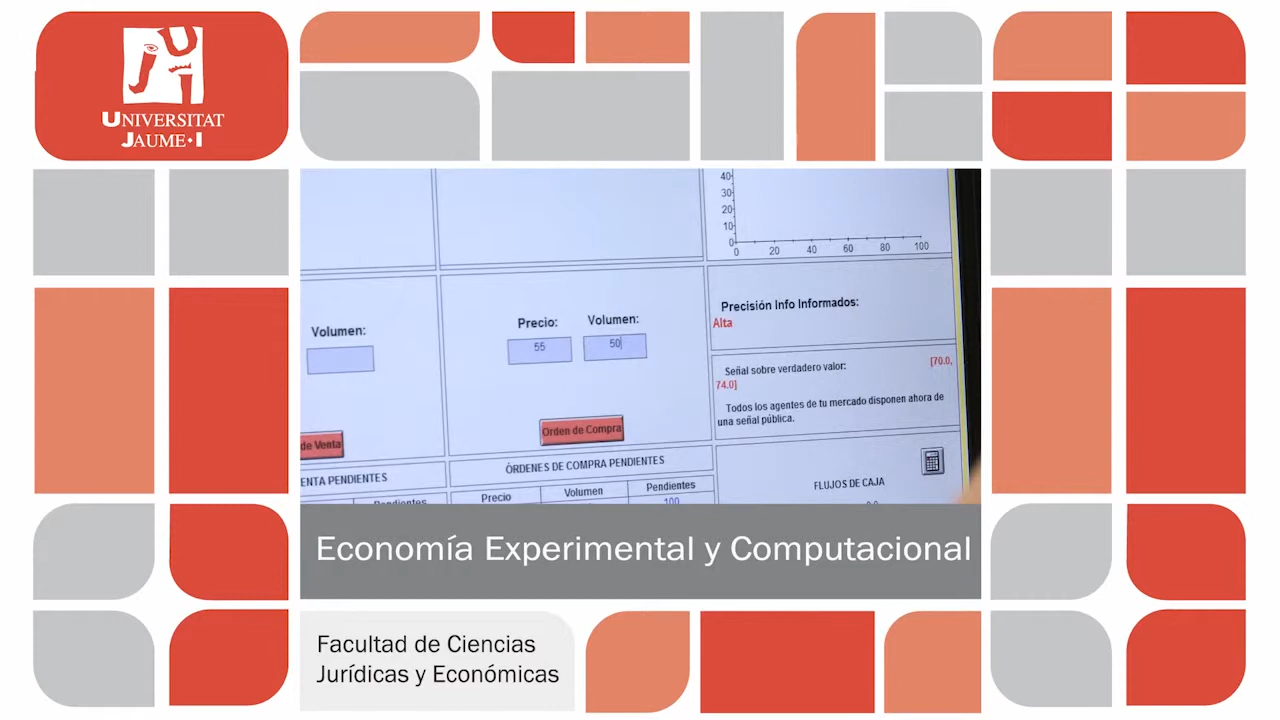 UNIVERSITAT
JAUME·I
40
30
20
10
0
0 20 40 60 80 100
Volumen:
Precio: Volumen:
55 50
de Venta
Orden de Compra
Precisión Info Informados:
Alta
Señal sobre verdadero valor: [70.0,
74.0]
Todos los agentes de tu mercado disponen ahora de
una señal pública.
ENTA PENDIENTES
ÓRDENES DE COMPRA PENDIENTES
Pendientes
Precio Volumen Pendientes
100
FLUJOS DE CAJA
Economía Experimental y Computacional
Facultad de Ciencias
Jurídicas y Económicas